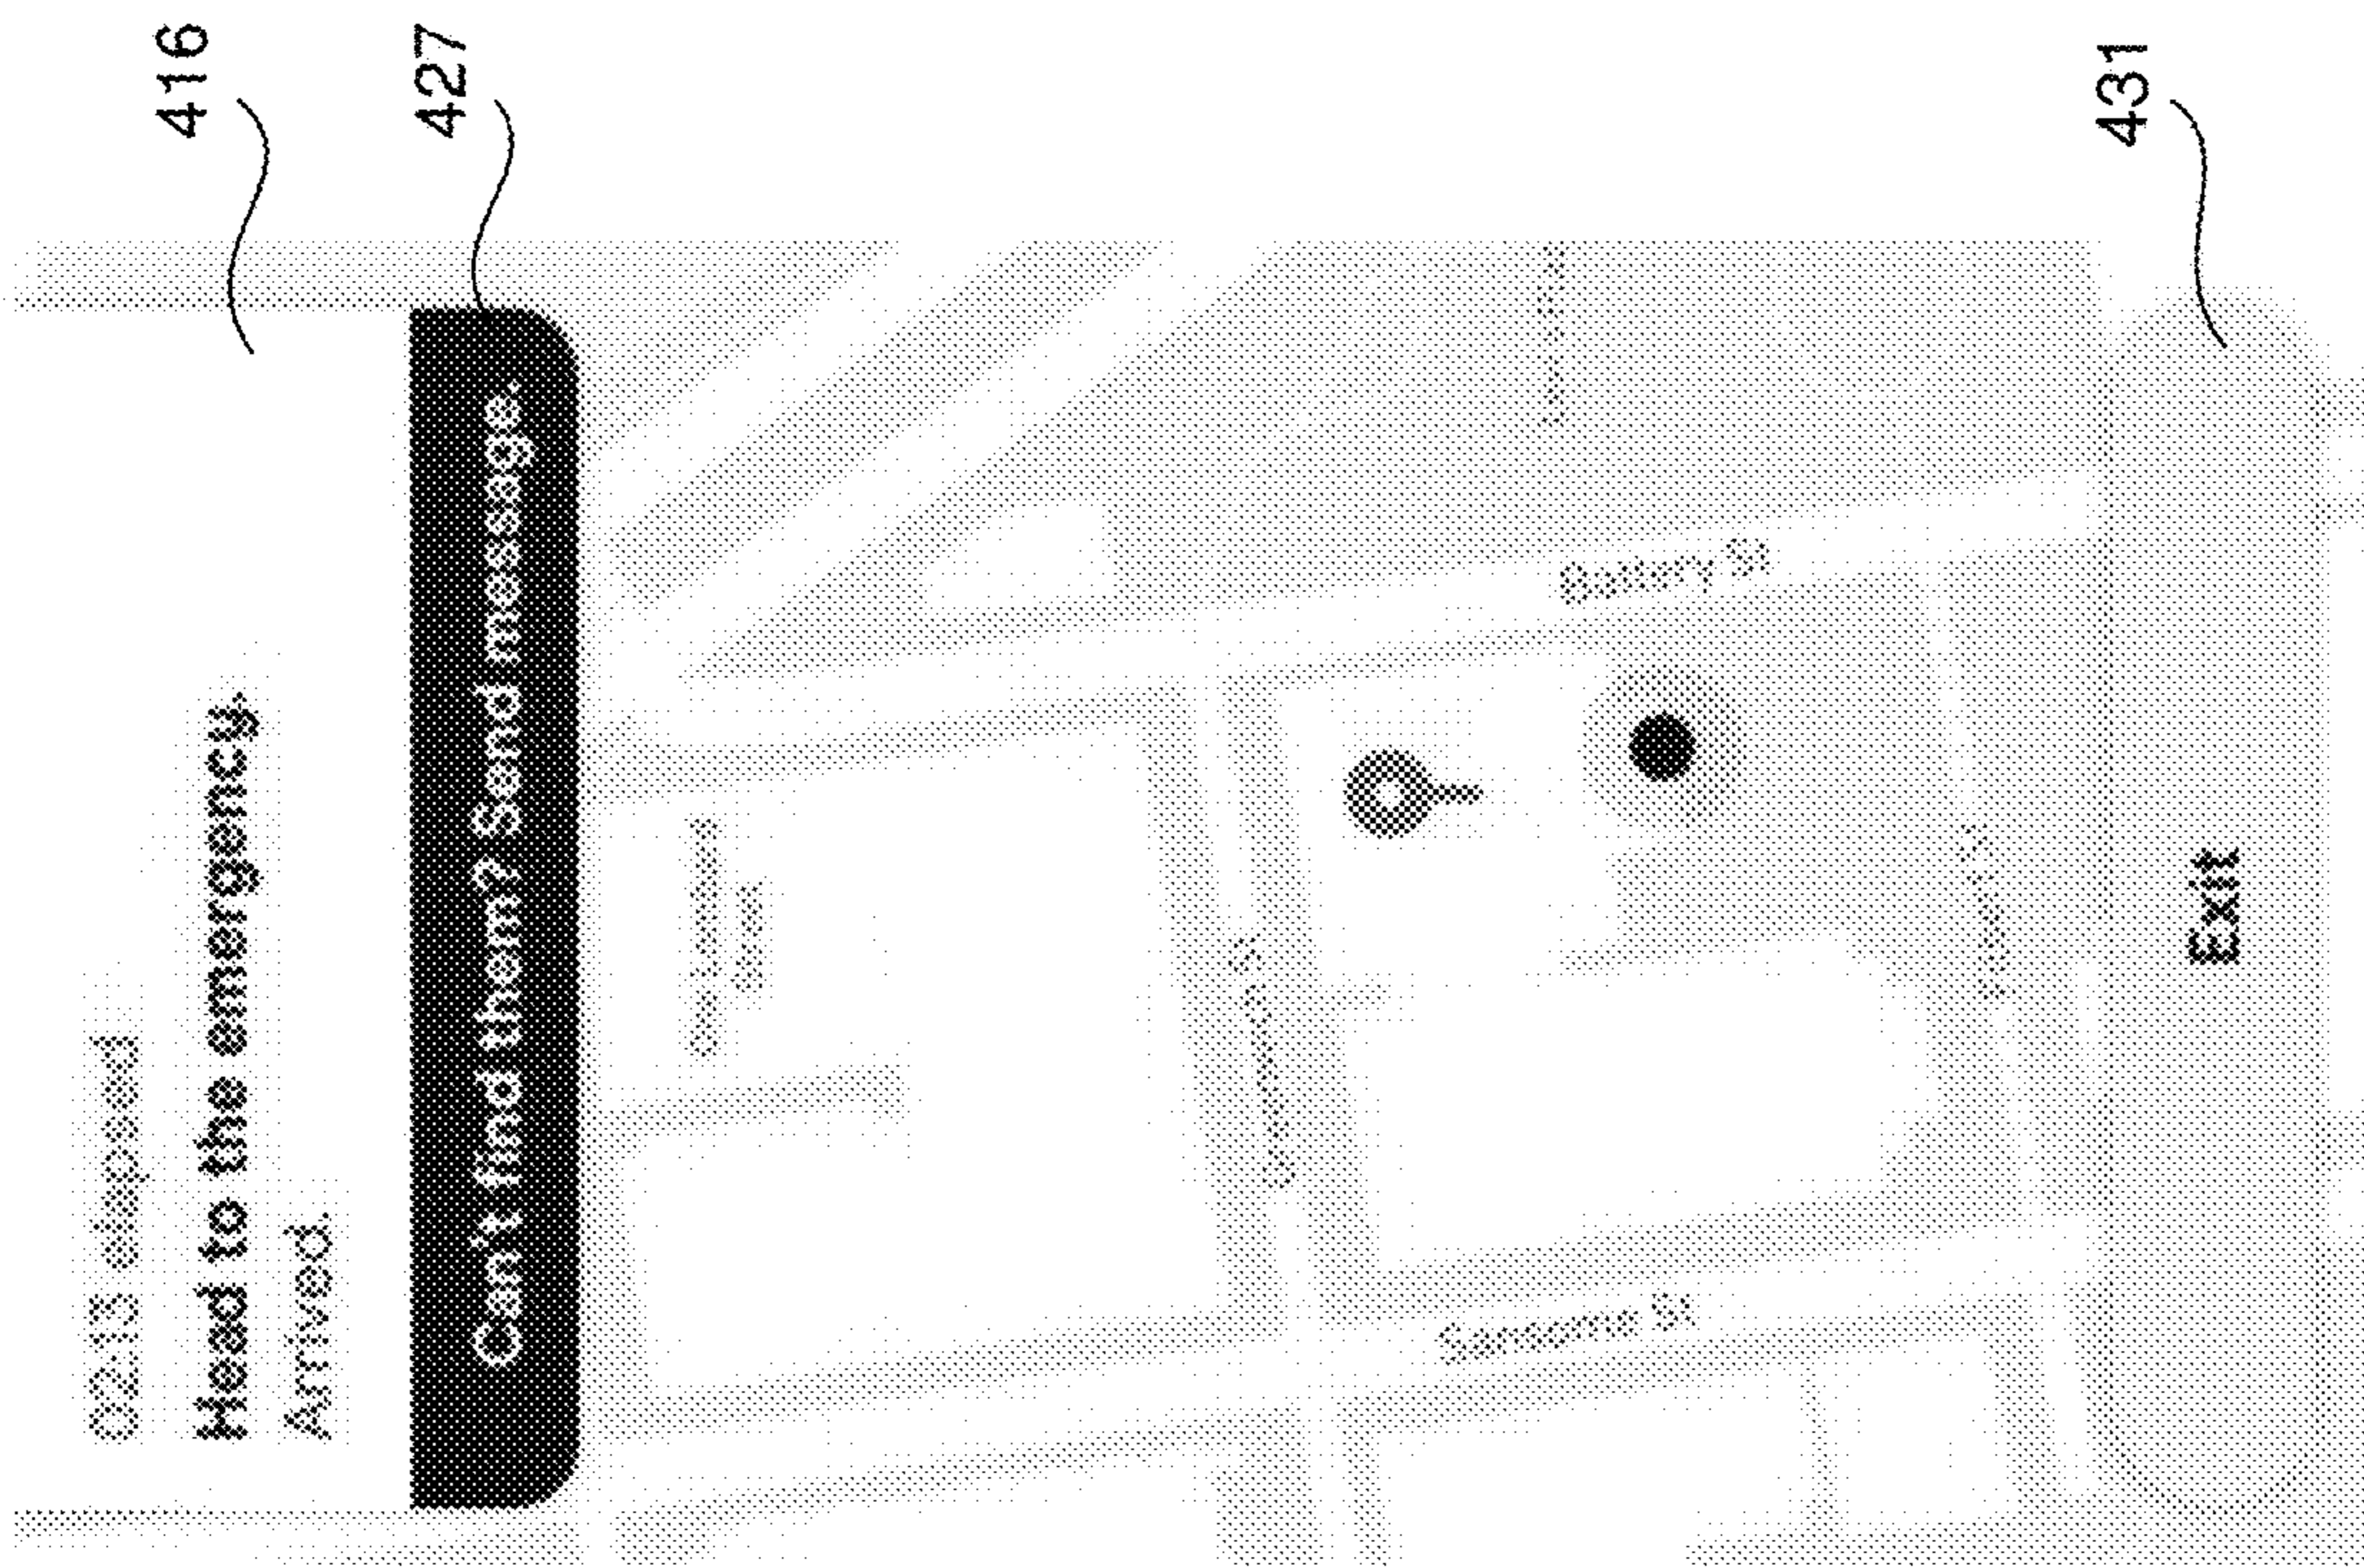 416
02:13 elapsed
Head to the emergency.
Arrived.
427
Can't find them? Send message.
Battery St
Sansome St
431
Exit